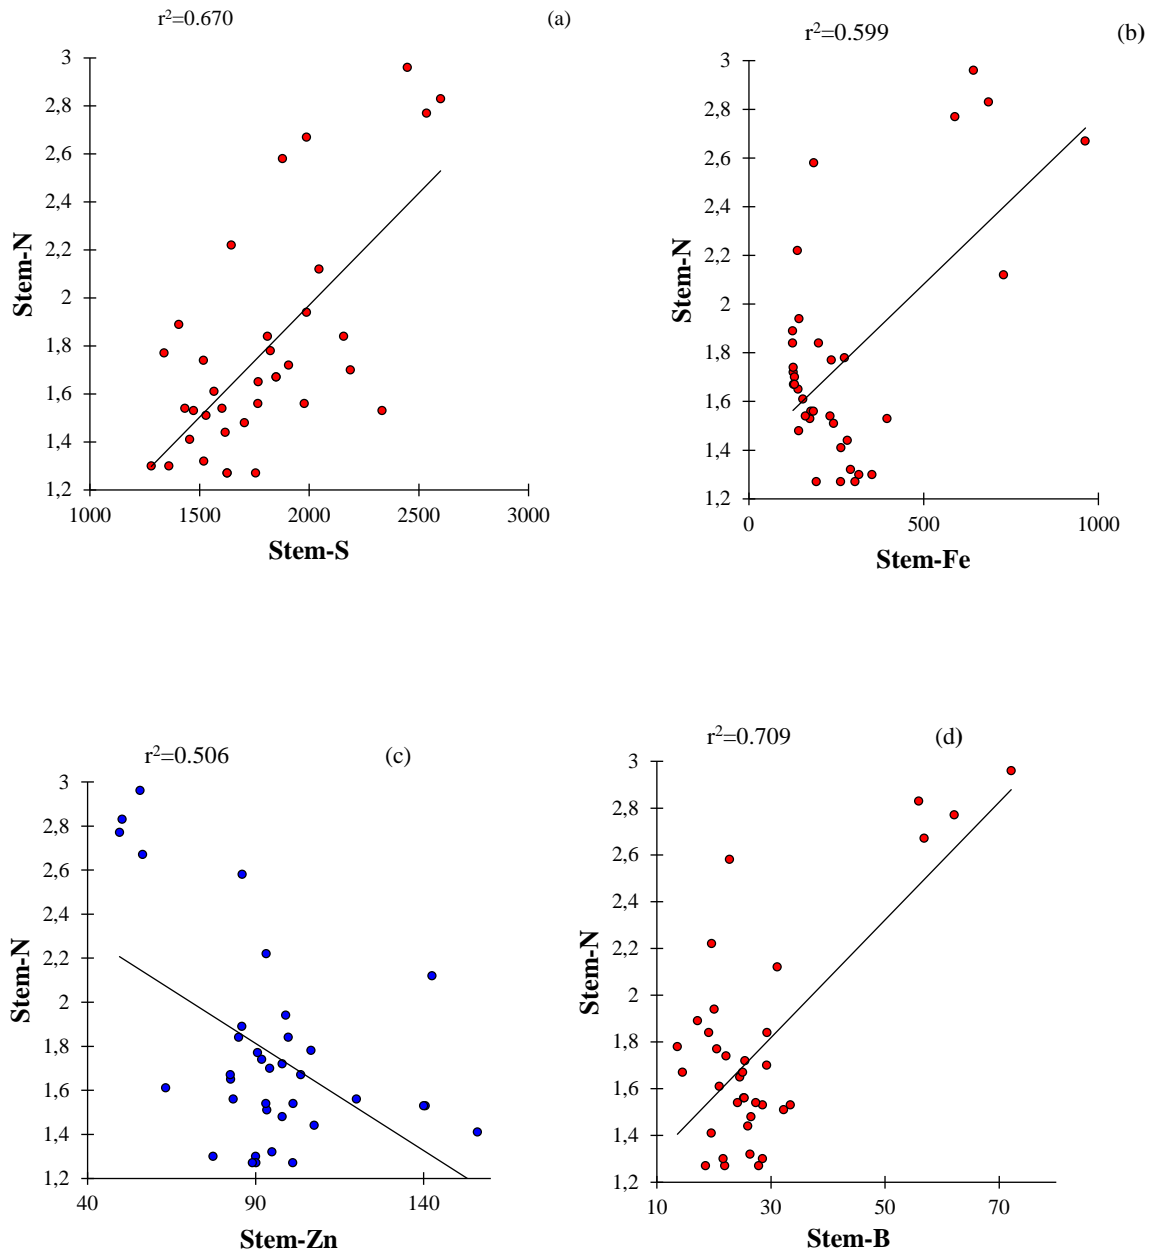 r²=0.670
(a)
3
2,8
2,6
2,4
2,2
2
1,8
1,6
1,4
1,2
1000 1500 2000 2500 3000
Stem-N
Stem-S
r²=0.599
(b)
3
2,8
2,6
2,4
2,2
2
1,8
1,6
1,4
1,2
0 500 1000
Stem-N
Stem-Fe
r²=0.506
(c)
3
2,8
2,6
2,4
2,2
2
1,8
1,6
1,4
1,2
40 90 140
Stem-N
Stem-Zn
r²=0.709
(d)
3
2,8
2,6
2,4
2,2
2
1,8
1,6
1,4
1,2
10 30 50 70
Stem-N
Stem-B